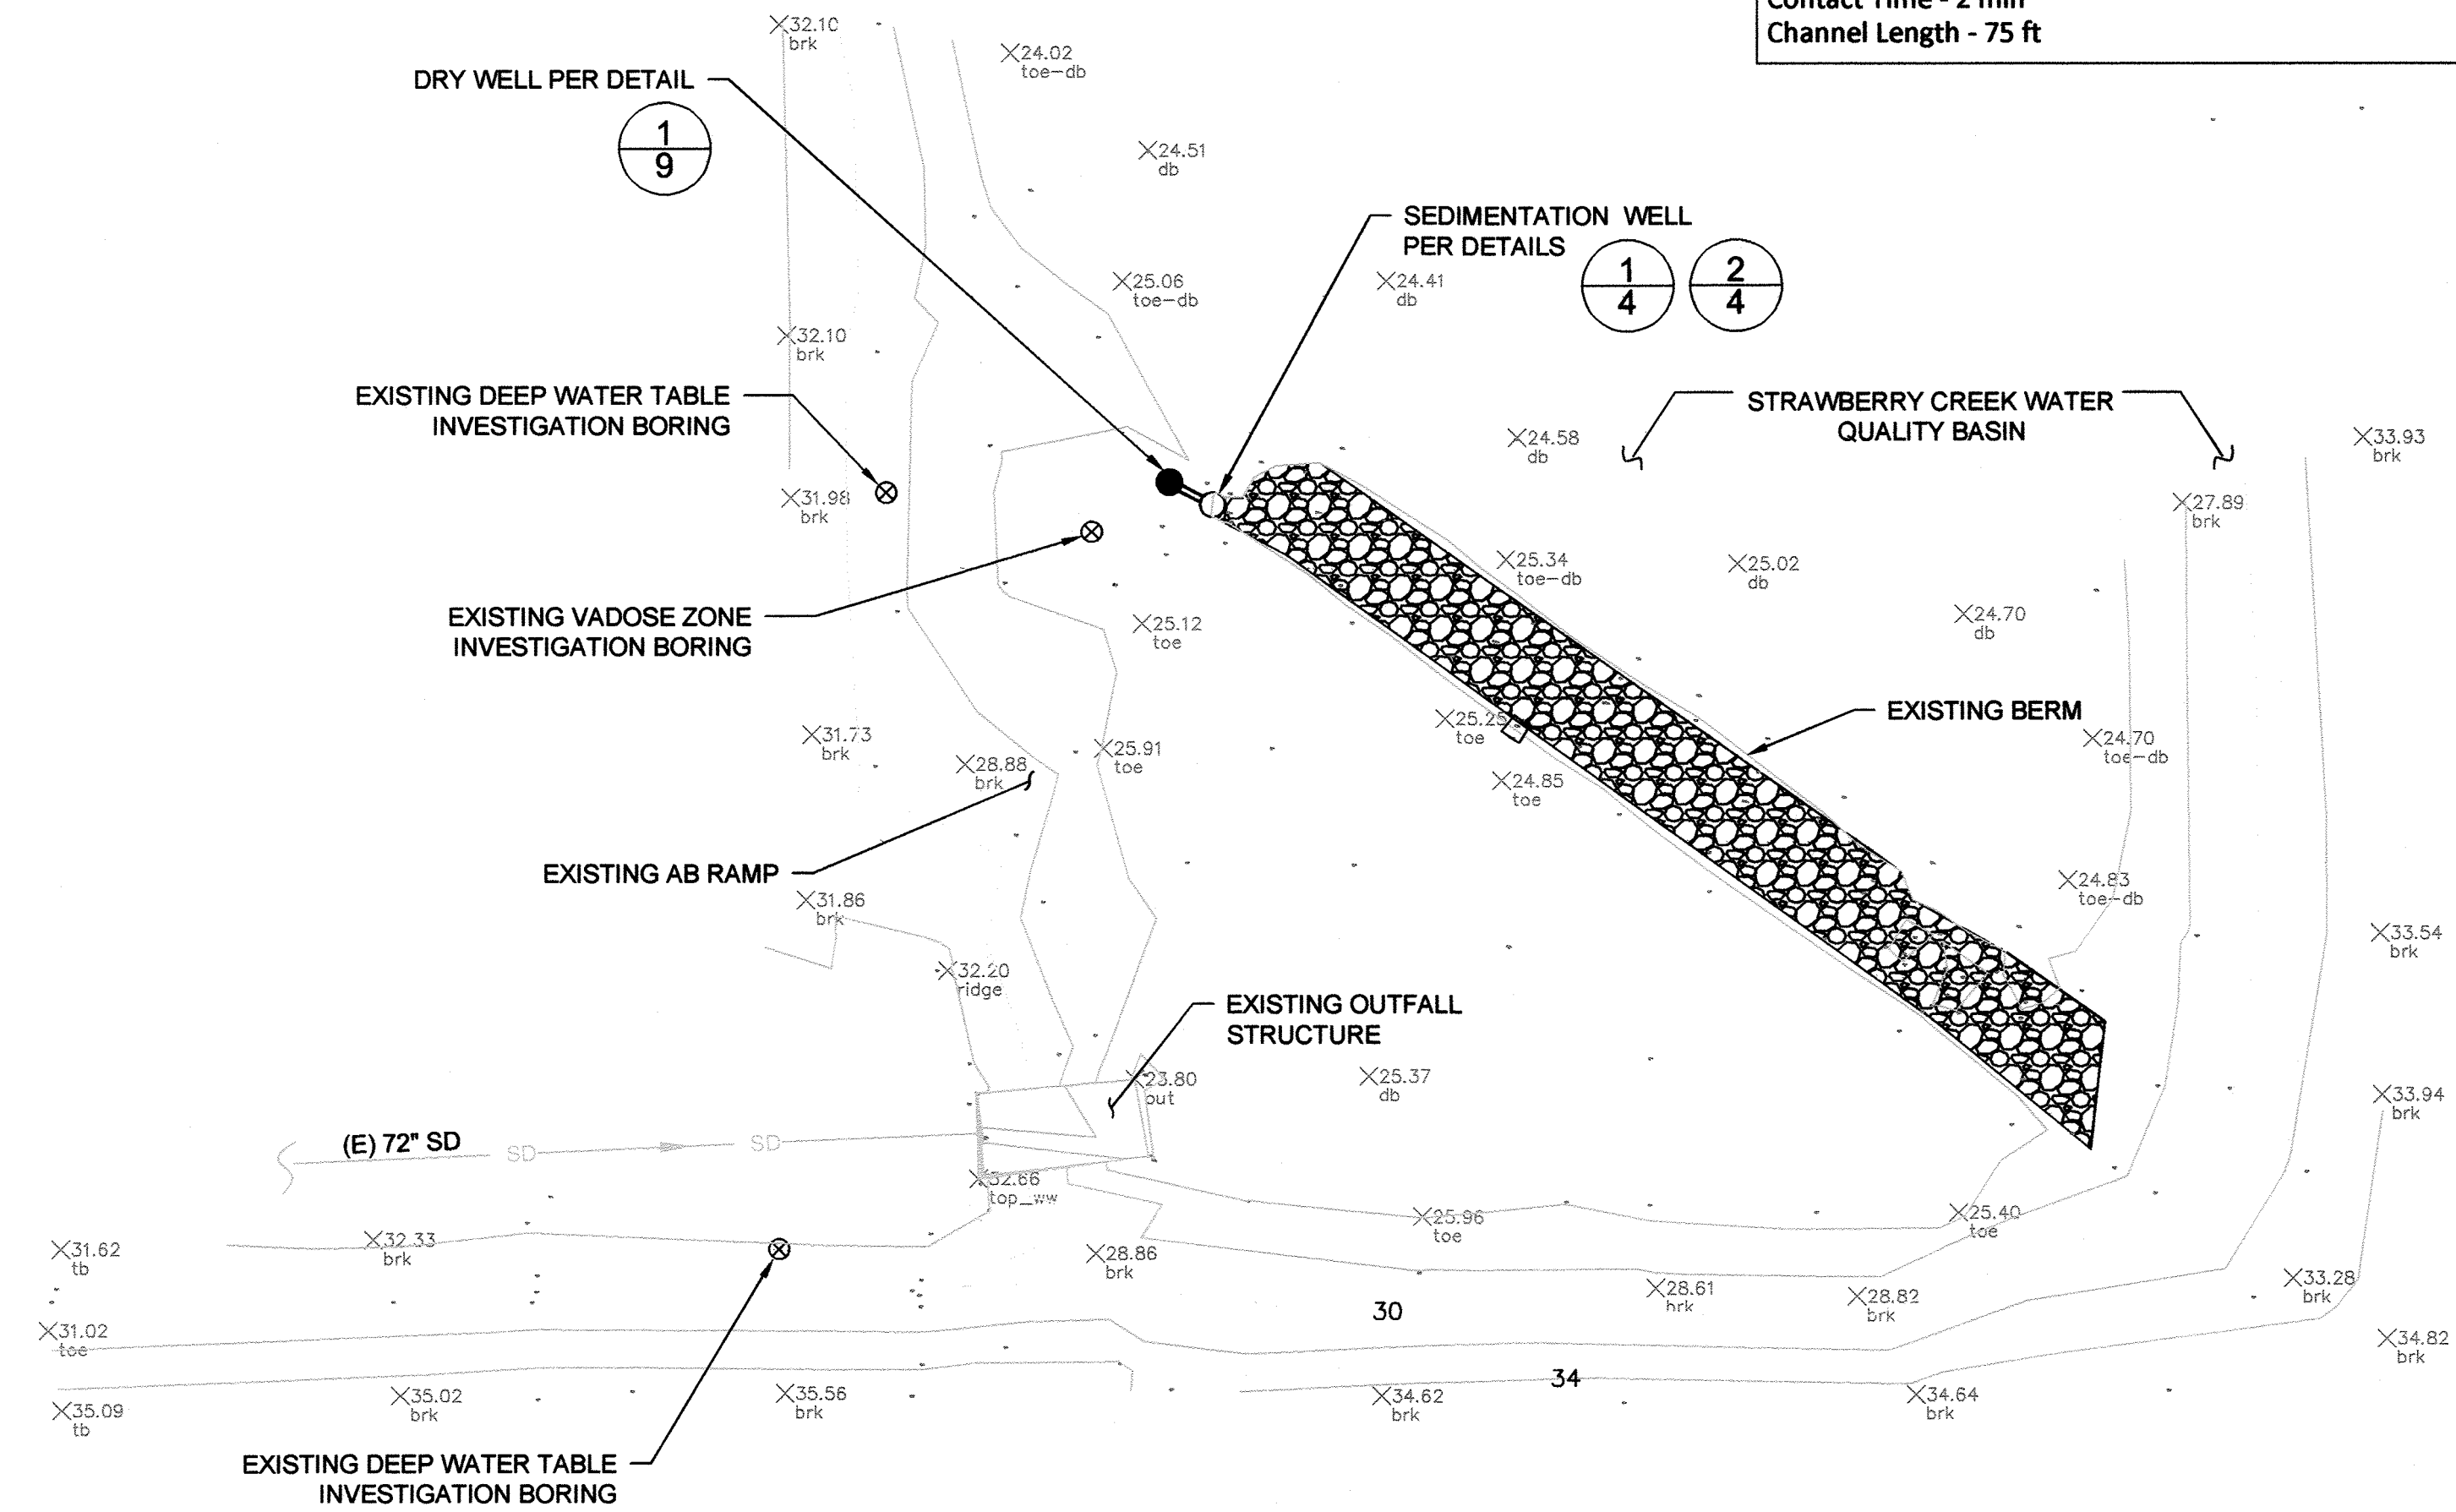 Contact Time - 2 min
Channel Length - 75 ft
32.10
brk
24.02
toe-db
DRY WELL PER DETAIL
1
9
24.51
db
SEDIMENTATION WELL
PER DETAILS
1
4
2
4
25.06
toe-db
24.41
db
32.10
brk
EXISTING DEEP WATER TABLE
INVESTIGATION BORING
STRAWBERRY CREEK WATER
QUALITY BASIN
24.58
db
33.93
brk
31.98
brk
27.89
brk
25.34
toe-db
25.02
db
EXISTING VADOSE ZONE
INVESTIGATION BORING
25.12
toe
24.70
db
25.25
toe
EXISTING BERM
31.73
brk
25.91
toe
28.88
brk
24.70
toe-db
24.85
toe
EXISTING AB RAMP
31.86
brk
24.83
toe-db
33.54
brk
32.20
ridge
EXISTING OUTFALL
STRUCTURE
23.80
out
25.37
db
33.94
brk
(E) 72" SD
SD
SD
32.66
top_ww
25.96
toe
25.40
toe
31.62
tb
32.33
brk
28.86
brk
28.61
brk
28.82
brk
33.28
brk
30
31.02
toe
34.82
brk
34
35.09
tb
35.02
brk
35.56
brk
34.62
brk
34.64
brk
EXISTING DEEP WATER TABLE
INVESTIGATION BORING